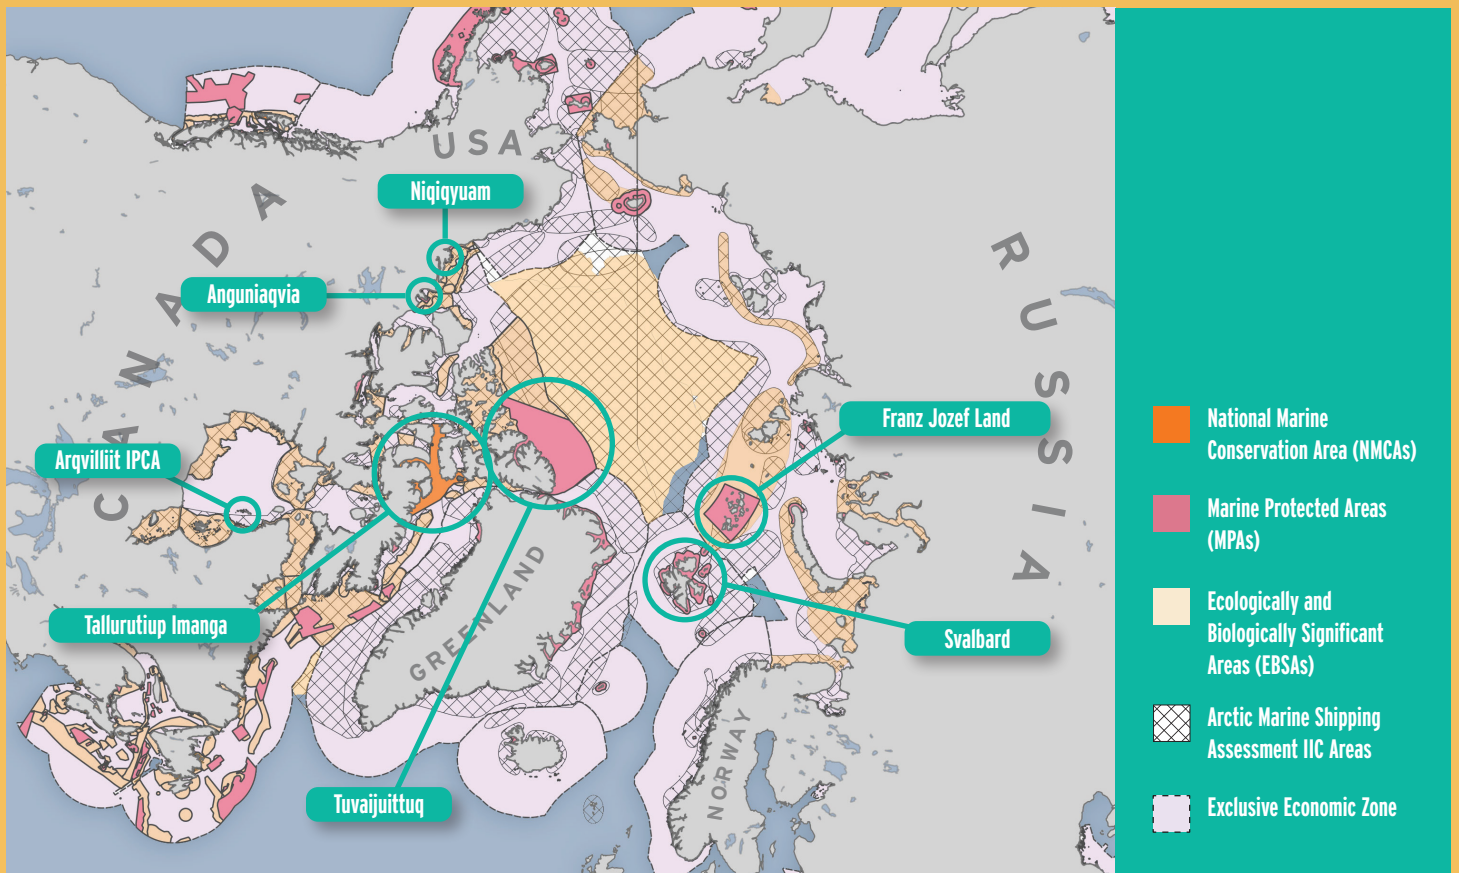 USA
CANADA
RUSSIA
GREENLAND
NORWAY
Niqiqyuam
Anguniaqvia
Arqvilliit IPCA
Tallurutiup Imanga
Tuvaijuittuq
Franz Jozef Land
Svalbard
National Marine
Conservation Area (NMCAs)
Marine Protected Areas
(MPAs)
Ecologically and
Biologically Significant
Areas (EBSAs)
Arctic Marine Shipping
Assessment IIC Areas
Exclusive Economic Zone